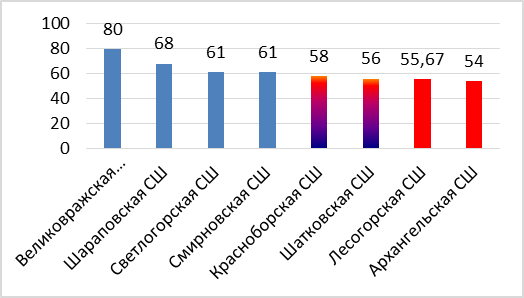 100
80
60
40
20
0
80
68
61
61
58
56
55,67
54
Великовражская...
Шараповская СШ
Светлогорская СШ
Смирновская СШ
Красноборская СШ
Шатковская СШ
Лесогорская СШ
Архангельская СШ